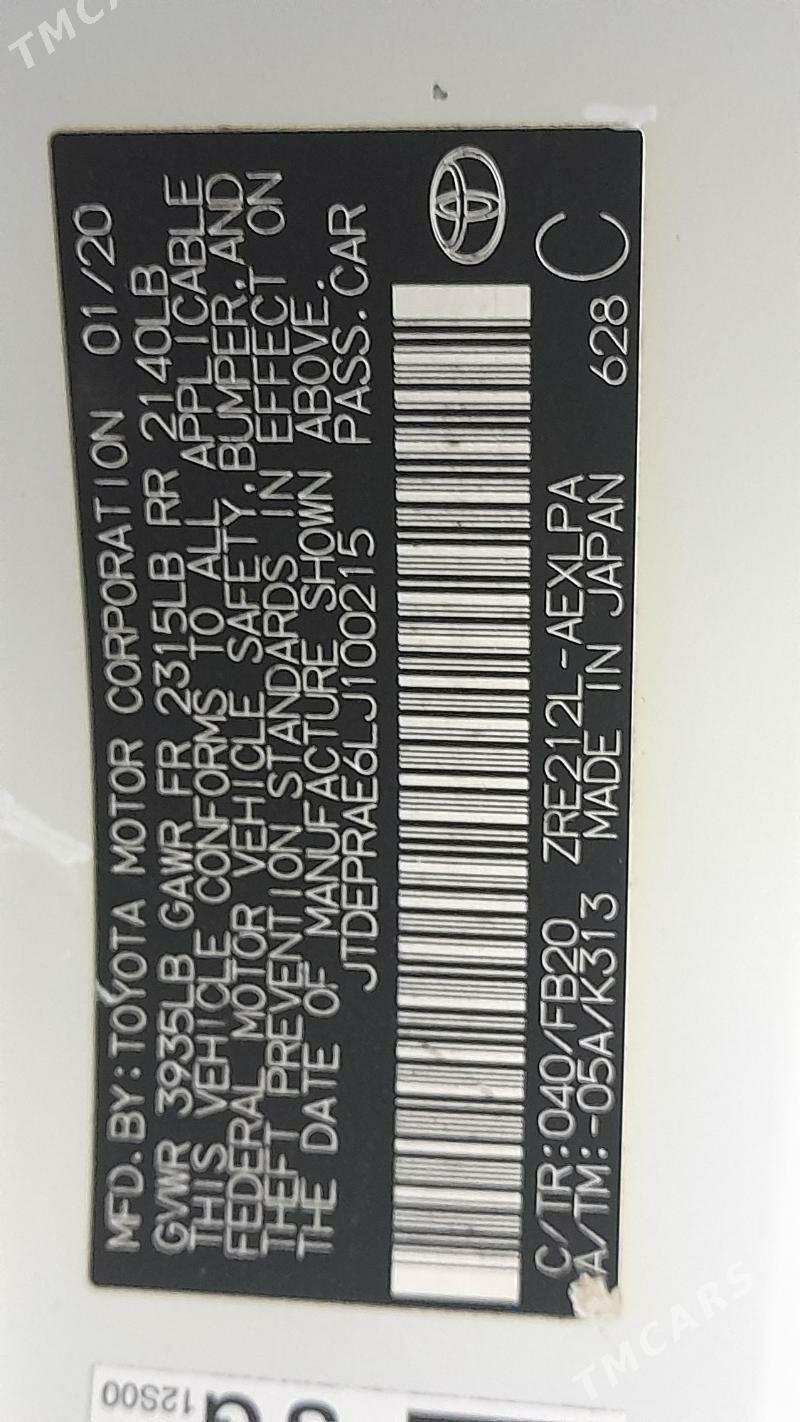 TMCARS
MFD. BY: TOYOTA MOTOR CORPORATION 01/20
GVWR 3935LB GAWR FR 2315LB RR 2140LB
THIS VEHICLE CONFORMS TO ALL APPLICABLE
FEDERAL MOTOR VEHICLE SAFETY, BUMPER, AND
THEFT PREVENTION STANDARDS IN EFFECT ON
THE DATE OF MANUFACTURE SHOWN ABOVE.
JTDEPRAE6LJ100215 PASS. CAR
C/TR: 040/FB20 ZRE212L-AEXLPA C
A/TM: -05A/K313 MADE IN JAPAN 628
12S00
TMCARS